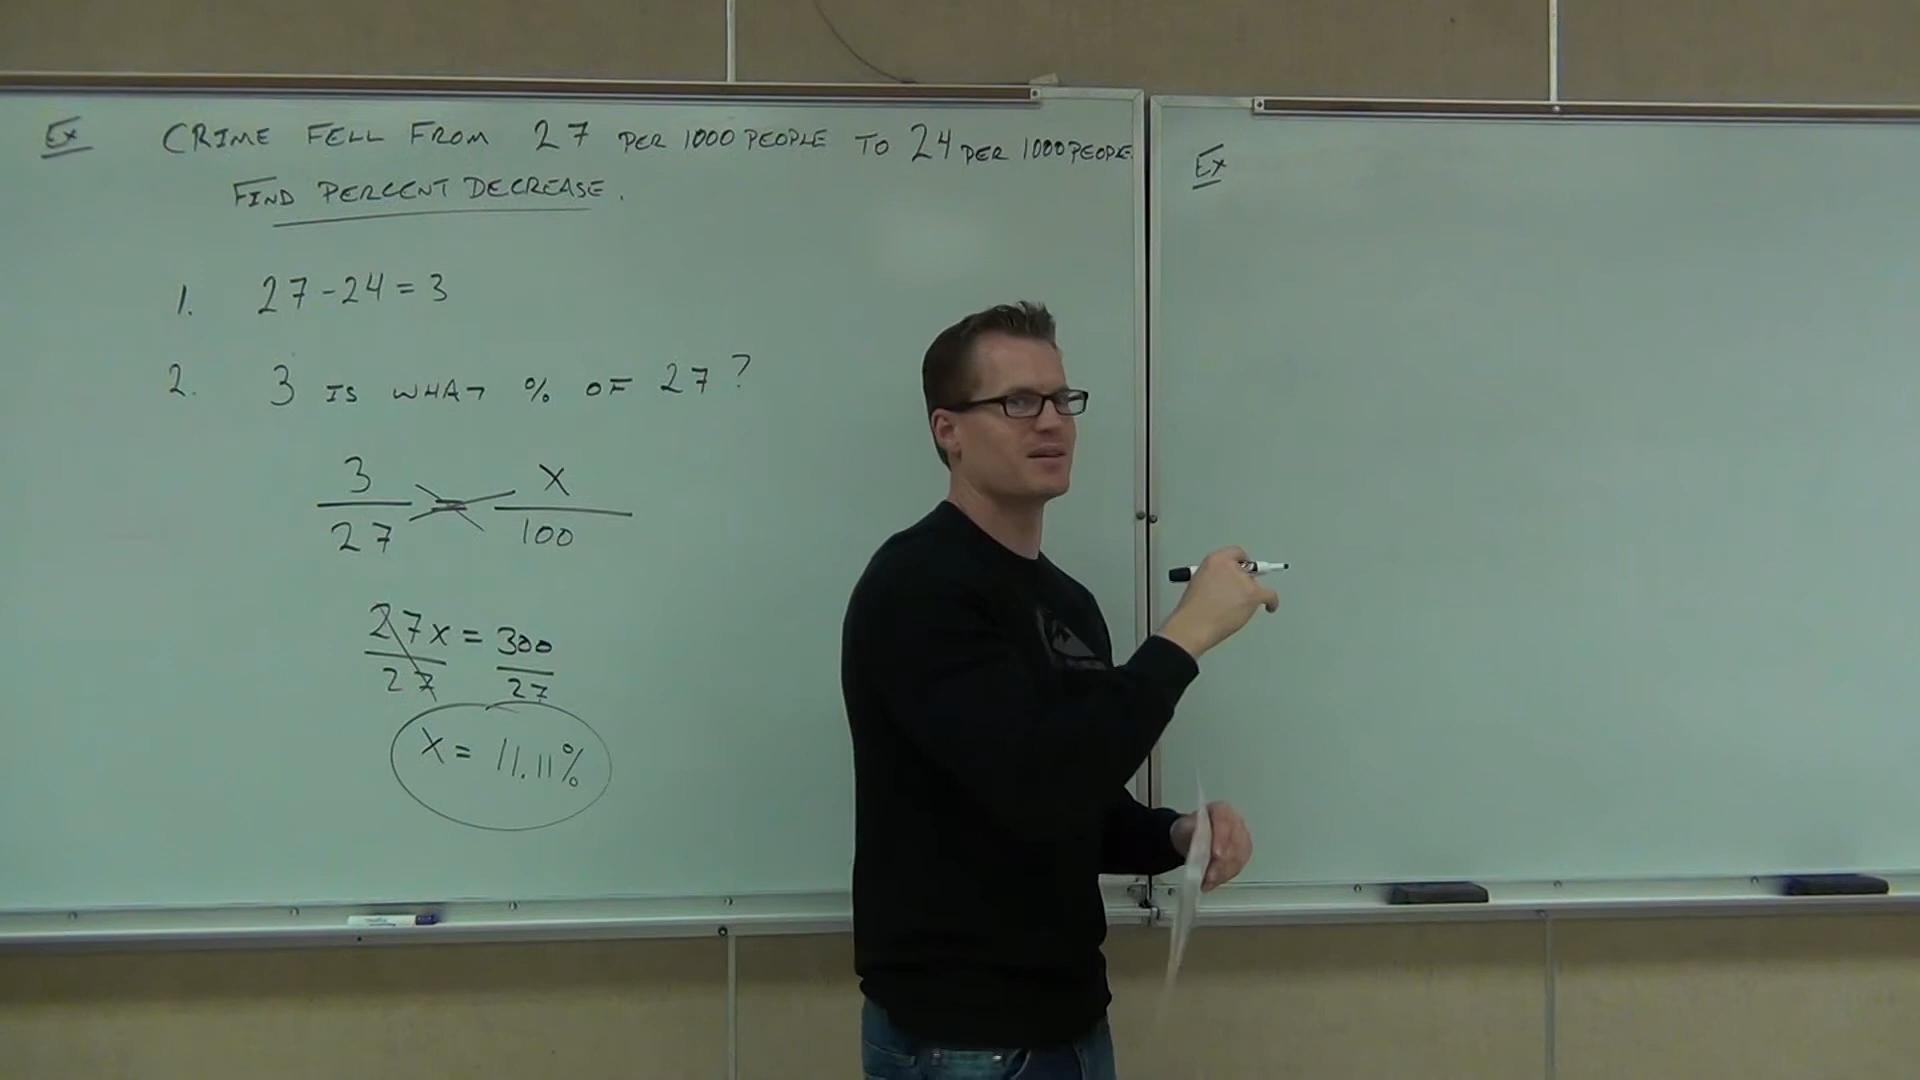 Ex CRIME FELL FROM 27 PER 1000 PEOPLE TO 24 PER 1000 PEOPLE.
FIND PERCENT DECREASE.
1. 27-24=3
2. 3 IS WHAT % OF 27?
3 = X
27 100
27x = 300
27 27
X = 11.11%
Ex